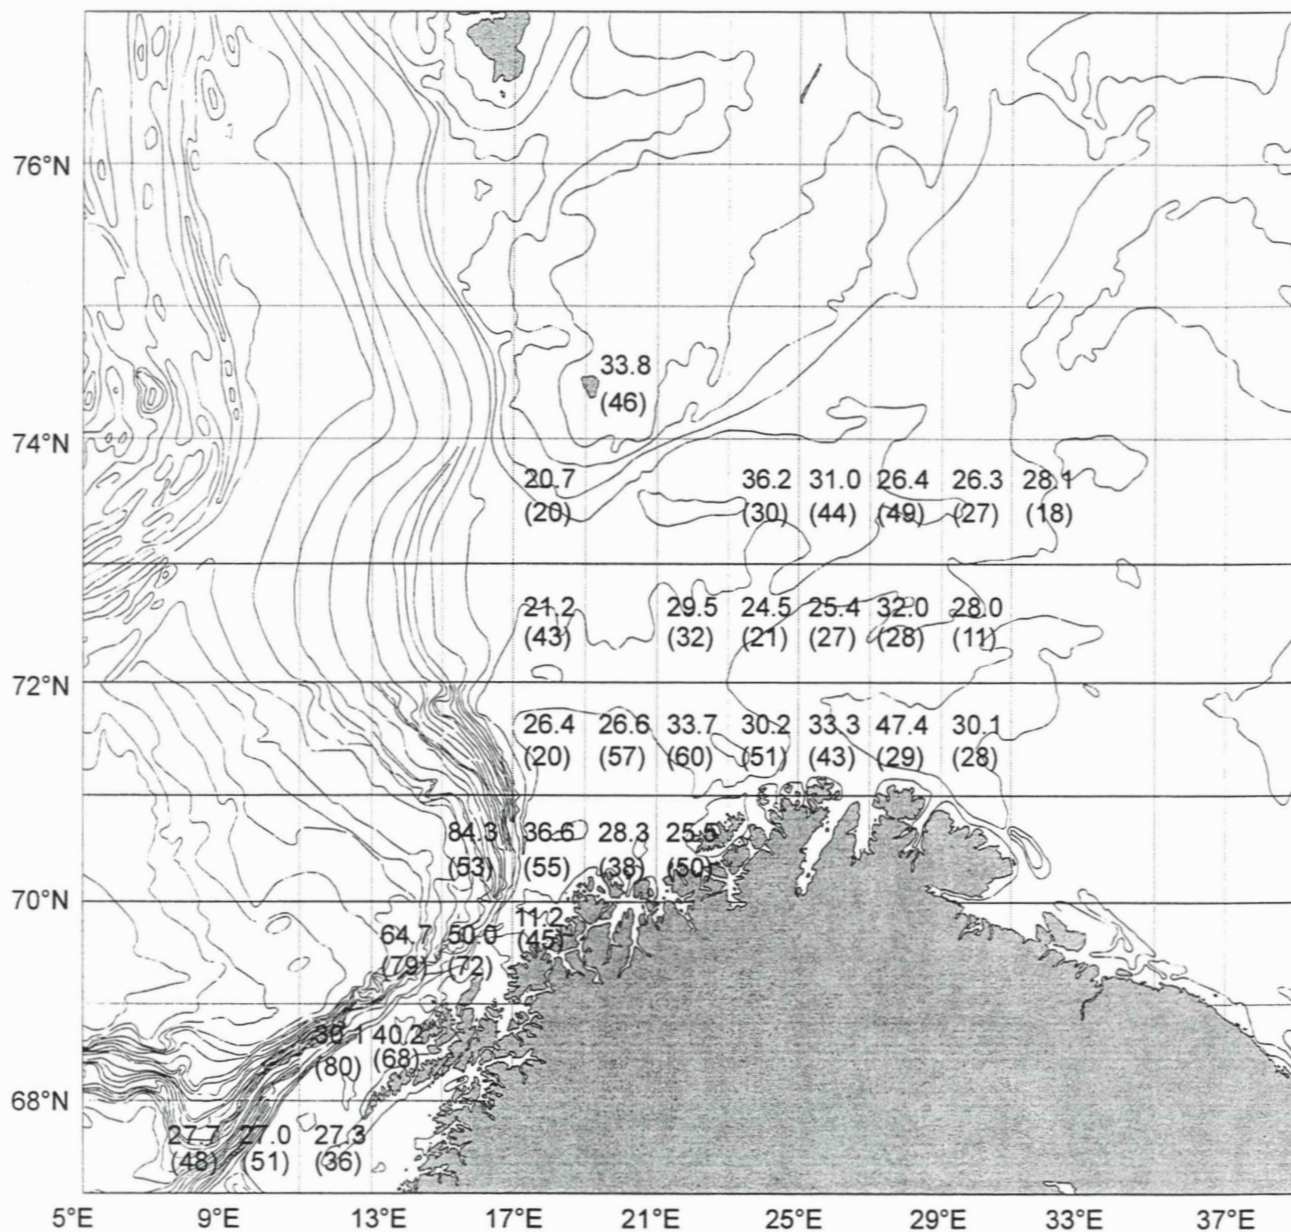 76°N
33.8
(46)
74°N
20.7 36.2 31.0 26.4 26.3 28.1
(20) (30) (44) (49) (27) (18)
21.2 29.5 24.5 25.4 32.0 28.0
(43) (32) (21) (27) (28) (11)
72°N
26.4 26.6 33.7 30.2 33.3 47.4 30.1
(20) (57) (60) (51) (43) (29) (28)
84.3 36.6 28.3 25.5
(53) (55) (38) (50)
70°N
11.2
64.7 50.0 (45)
(79) (72)
40.2
(80) (68)
68°N
27.7 27.0 27.3
(48) (51) (36)
5°E 9°E 13°E 17°E 21°E 25°E 29°E 33°E 37°E